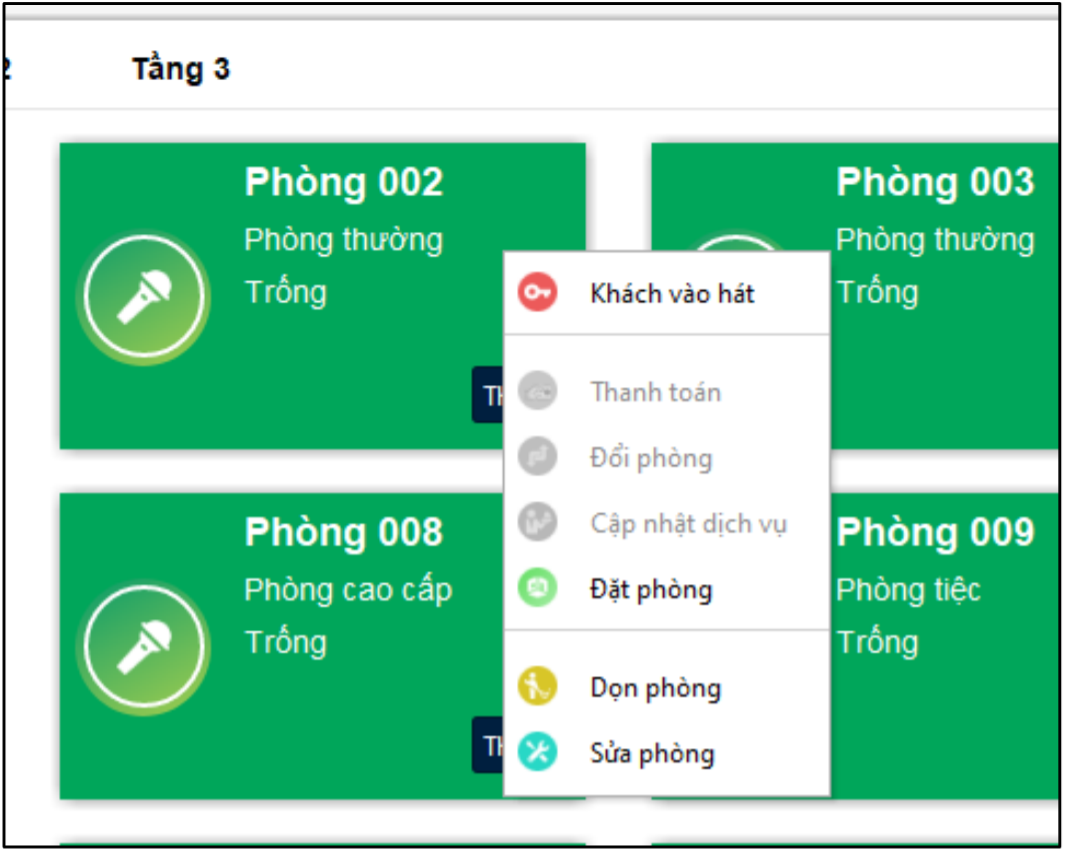 Tầng 3
Phòng 002
Phòng thường
Trống
Phòng 003
Phòng thường
Trống
Khách vào hát
Thanh toán
Đổi phòng
Cập nhật dịch vụ
Đặt phòng
Dọn phòng
Sửa phòng
Phòng 008
Phòng cao cấp
Trống
Phòng 009
Phòng tiệc
Trống